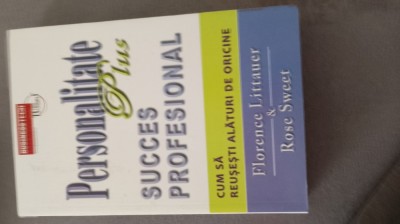 Personalitate
Plus
SUCCES
PROFESIONAL
CUM SĂ
REUȘEȘTI ALĂTURI DE ORICINE
Florence Littauer
&
Rose Sweet